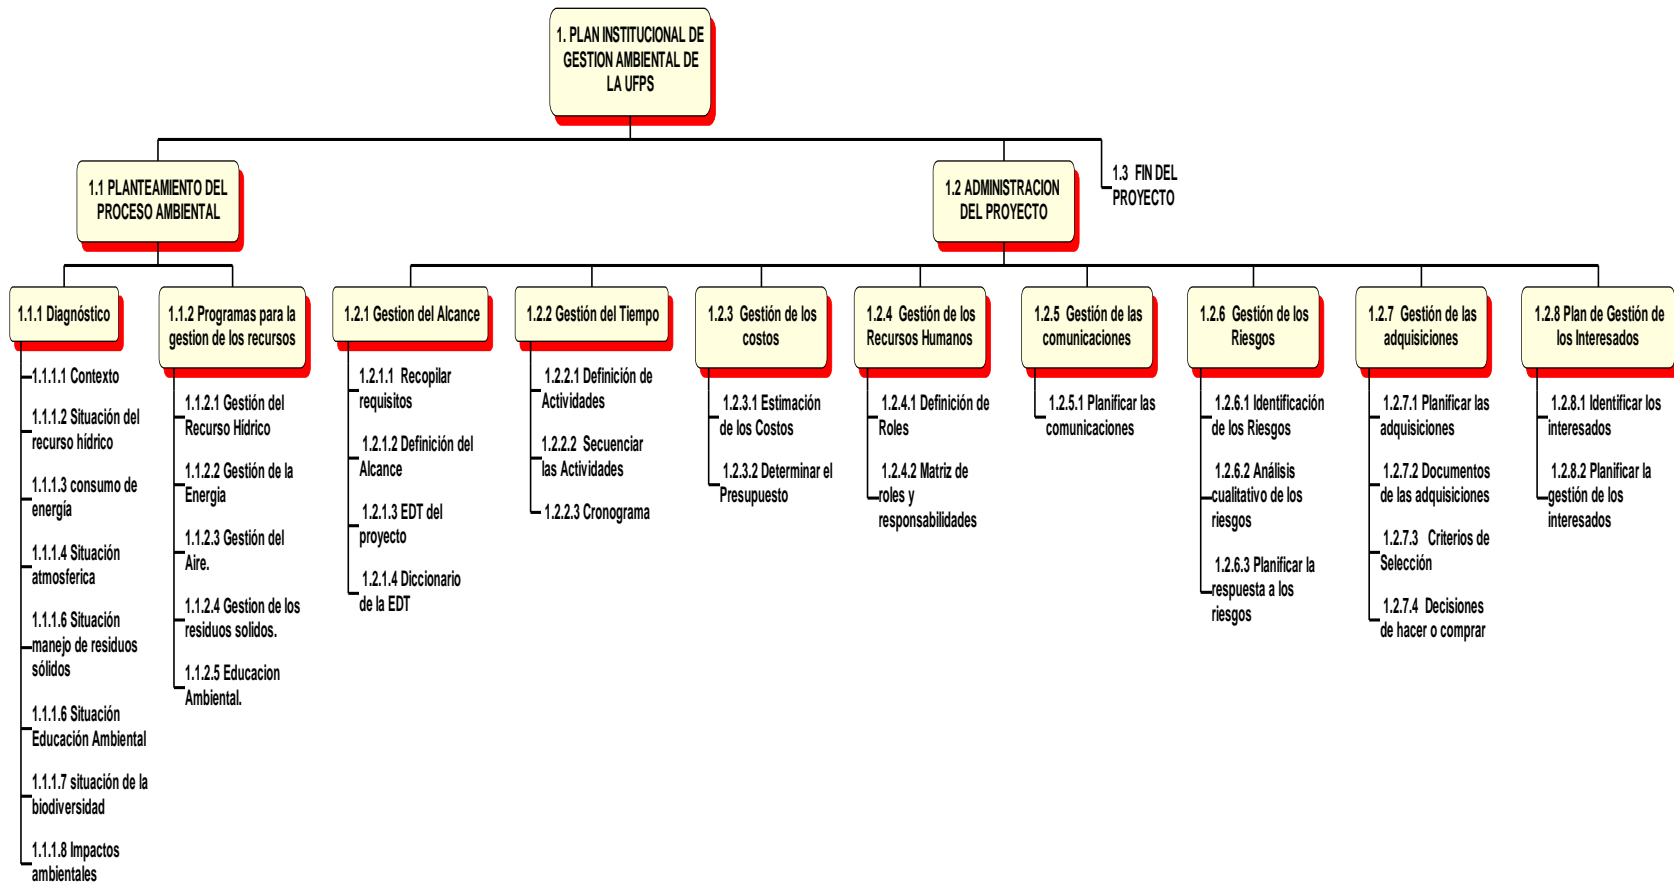 1. PLAN INSTITUCIONAL DE
GESTION AMBIENTAL DE
LA UFPS
1.1 PLANTEAMIENTO DEL
PROCESO AMBIENTAL
1.2 ADMINISTRACION
DEL PROYECTO
1.3 FIN DEL
PROYECTO
1.1.1 Diagnóstico
1.1.1.1 Contexto
1.1.1.2 Situación del
recurso hídrico
1.1.1.3 consumo de
energía
1.1.1.4 Situación
atmosferica
1.1.1.6 Situación
manejo de residuos
sólidos
1.1.1.6 Situación
Educación Ambiental
1.1.1.7 situación de la
biodiversidad
1.1.1.8 Impactos
ambientales
1.1.2 Programas para la
gestion de los recursos
1.1.2.1 Gestión del
Recurso Hídrico
1.1.2.2 Gestión de la
Energia
1.1.2.3 Gestión del
Aire.
1.1.2.4 Gestion de los
residuos solidos.
1.1.2.5 Educacion
Ambiental.
1.2.1 Gestion del Alcance
1.2.1.1 Recopilar
requisitos
1.2.1.2 Definición del
Alcance
1.2.1.3 EDT del
proyecto
1.2.1.4 Diccionario
de la EDT
1.2.2 Gestión del Tiempo
1.2.2.1 Definición de
Actividades
1.2.2.2 Secuenciar
las Actividades
1.2.2.3 Cronograma
1.2.3 Gestión de los
costos
1.2.3.1 Estimación
de los Costos
1.2.3.2 Determinar el
Presupuesto
1.2.4 Gestión de los
Recursos Humanos
1.2.4.1 Definición de
Roles
1.2.4.2 Matriz de
roles y
responsabilidades
1.2.5 Gestión de las
comunicaciones
1.2.5.1 Planificar las
comunicaciones
1.2.6 Gestión de los
Riesgos
1.2.6.1 Identificación
de los Riesgos
1.2.6.2 Análisis
cualitativo de los
riesgos
1.2.6.3 Planificar la
respuesta a los
riesgos
1.2.7 Gestión de las
adquisiciones
1.2.7.1 Planificar las
adquisiciones
1.2.7.2 Documentos
de las adquisiciones
1.2.7.3 Criterios de
Selección
1.2.7.4 Decisiones
de hacer o comprar
1.2.8 Plan de Gestión de
los Interesados
1.2.8.1 Identificar los
interesados
1.2.8.2 Planificar la
gestión de los
interesados